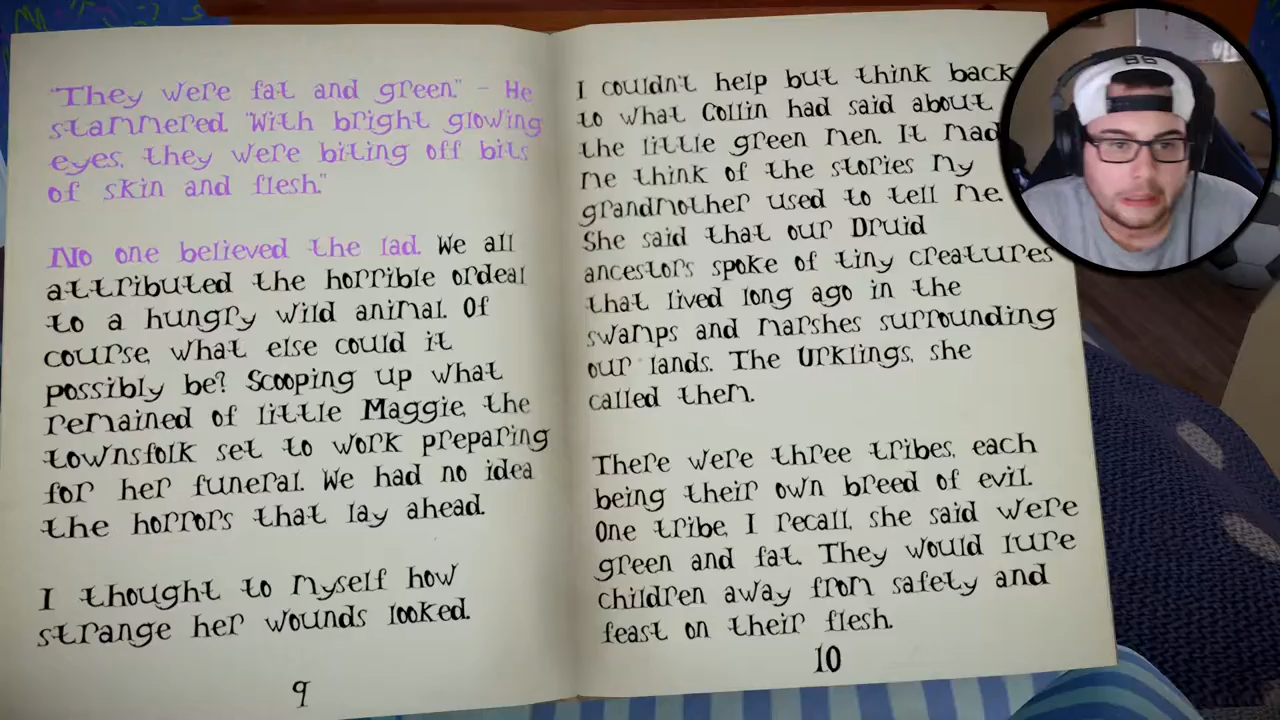 "They were fat and green." - He
stammered. "With bright glowing
eyes, they were biting off bits
of skin and flesh."
No one believed the lad. We all
attributed the horrible ordeal
to a hungry wild animal. Of
course, what else could it
possibly be? Scooping up what
remained of little Maggie, the
townsfolk set to work preparing
for her funeral. We had no idea
the horrors that lay ahead.
I thought to myself how
strange her wounds looked.
9
I couldn't help but think back
to what Collin had said about
the little green men. It mad
me think of the stories my
grandmother used to tell me.
She said that our Druid
ancestors spoke of tiny creatures
that lived long ago in the
swamps and marshes surrounding
our lands. The Urklings, she
called them.
There were three tribes, each
being their own breed of evil.
One tribe, I recall, she said were
green and fat. They would lure
children away from safety and
feast on their flesh.
10